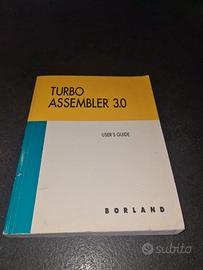 TURBO
ASSEMBLER 3.0
USER'S GUIDE
BORLAND
subito